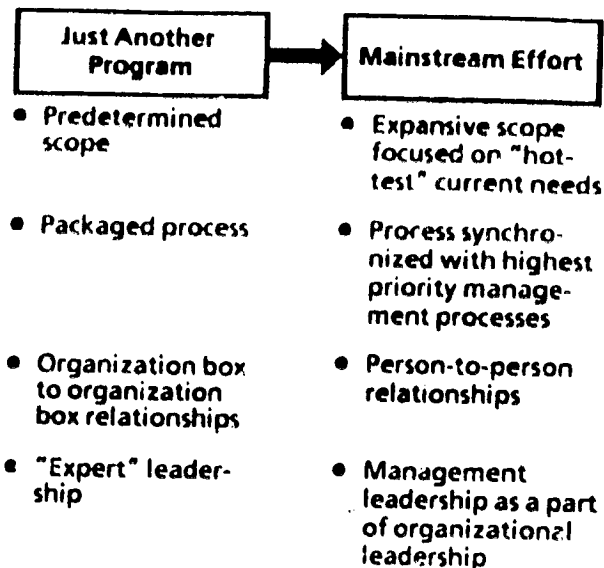 Just Another
Program
Mainstream Effort
• Predetermined
scope
• Expansive scope
focused on "hot-
test" current needs
• Packaged process
• Process synchro-
nized with highest
priority manage-
ment processes
• Organization box
to organization
box relationships
• Person-to-person
relationships
• "Expert" leader-
ship
• Management
leadership as a part
of organizational
leadership